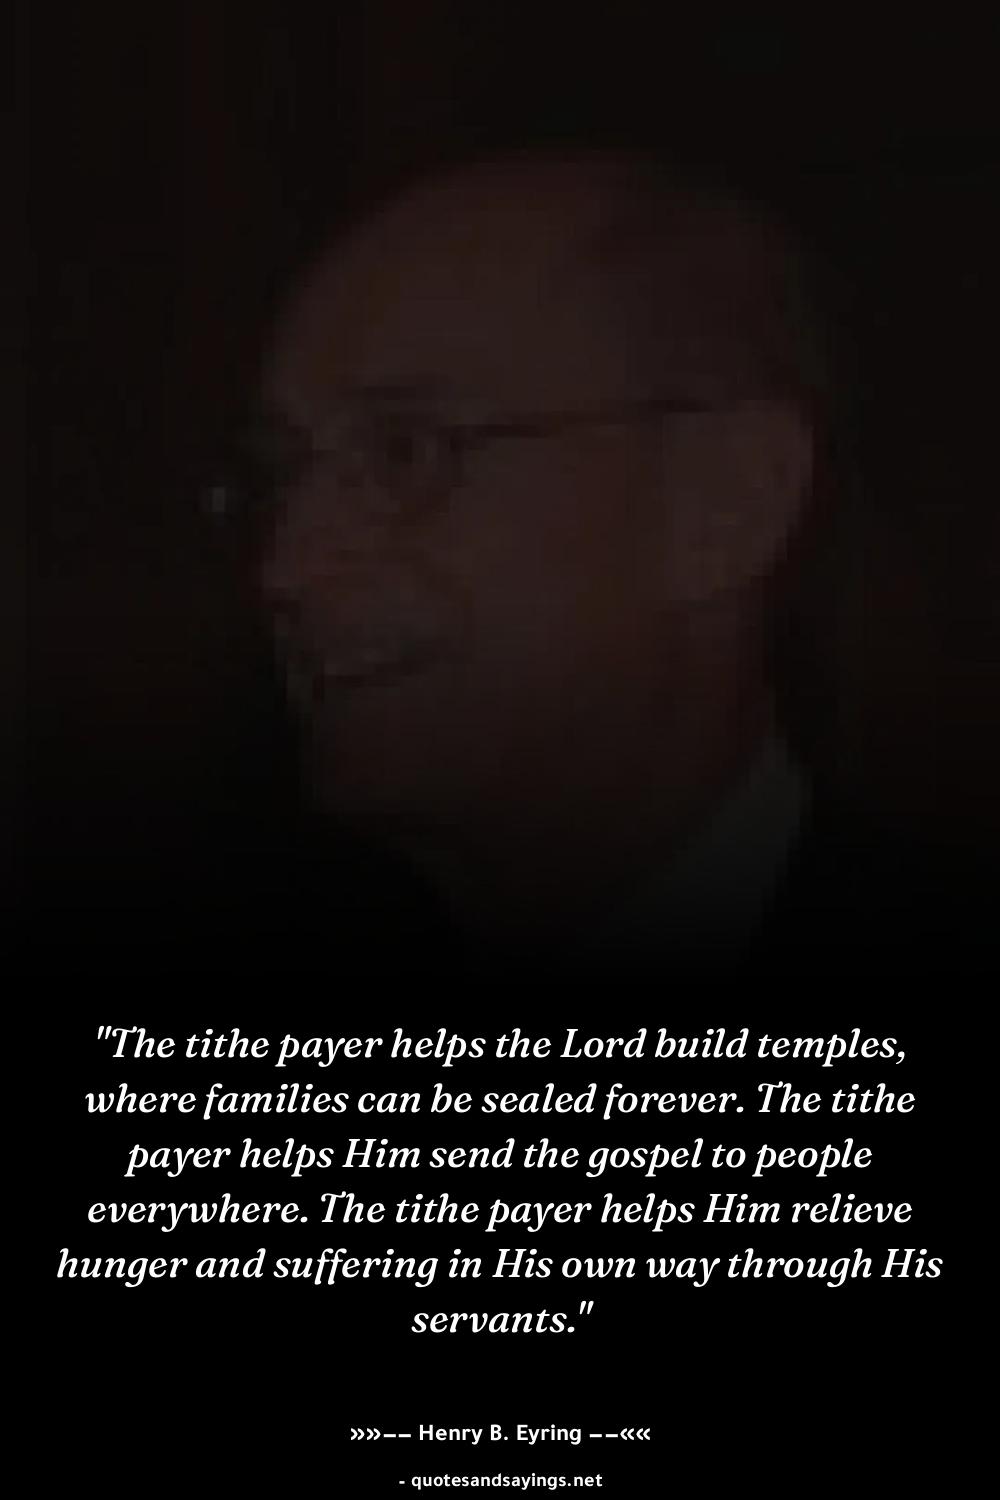 "The tithe payer helps the Lord build temples,
where families can be sealed forever. The tithe
payer helps Him send the gospel to people
everywhere. The tithe payer helps Him relieve
hunger and suffering in His own way through His
servants."
»»−− Henry B. Eyring −−««
- quotesandsayings.net